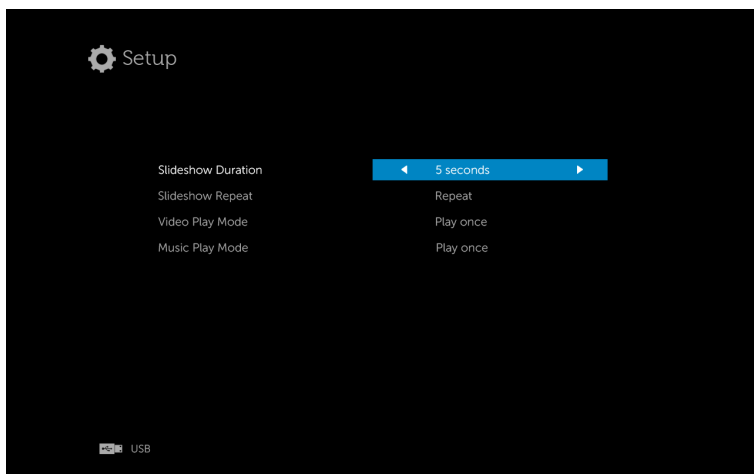 Setup
Slideshow Duration 5 seconds
Slideshow Repeat Repeat
Video Play Mode Play once
Music Play Mode Play once
USB